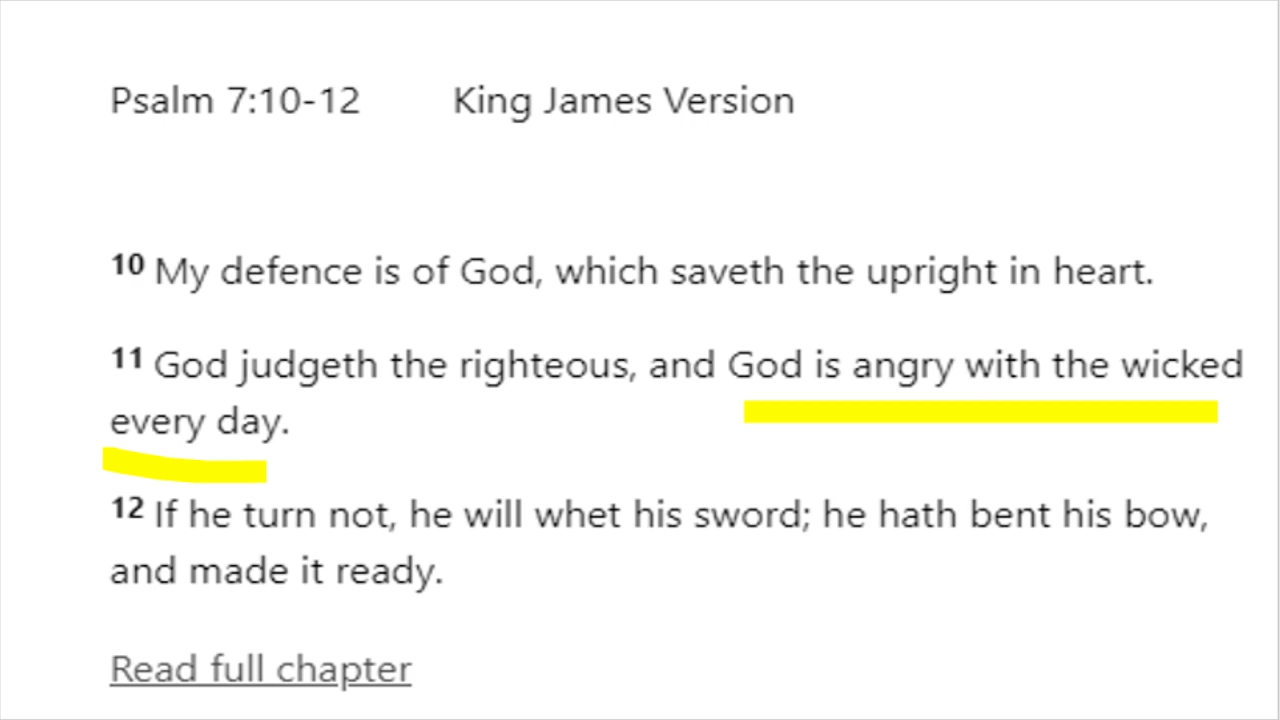 Psalm 7:10-12 King James Version
10 My defence is of God, which saveth the upright in heart.
11 God judgeth the righteous, and God is angry with the wicked
every day.
12 If he turn not, he will whet his sword; he hath bent his bow,
and made it ready.
Read full chapter